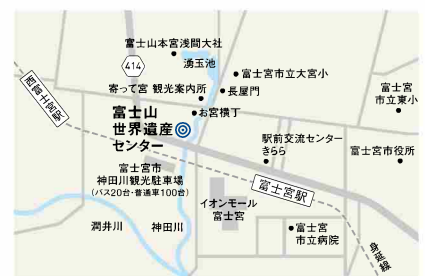 富士山本宮浅間大社
湧玉池
414
富士宮市立大宮小
長屋門
寄って宮 観光案内所
富士宮
市立東小
お宮横丁
西富士宮駅
富士山
世界遺産
センター
駅前交流センター
きらら
富士宮市役所
富士宮市
神田川観光駐車場
(バス20台・普通車100台)
富士宮駅
イオンモール
富士宮
潤井川
神田川
富士宮
市立病院
身延線